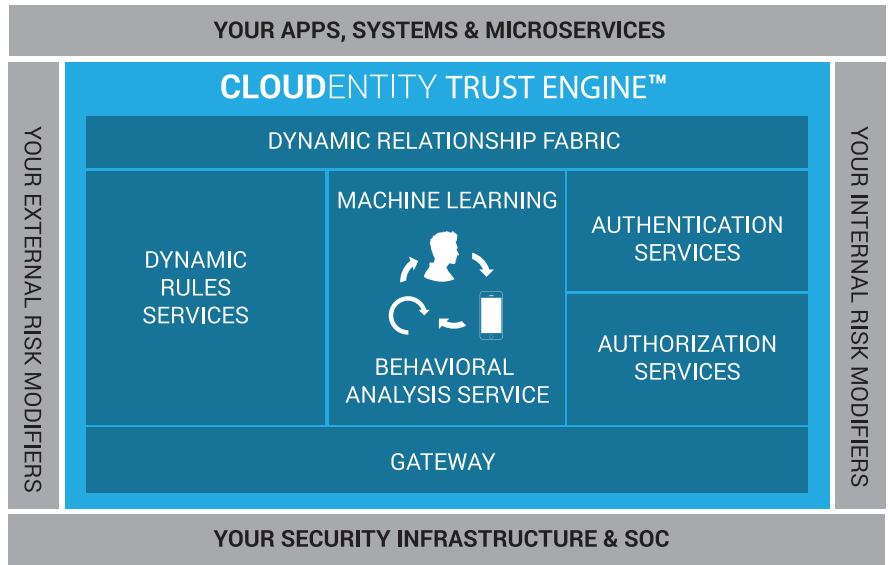 YOUR APPS, SYSTEMS & MICROSERVICES
YOUR EXTERNAL RISK MODIFIERS
CLOUDENTITY TRUST ENGINE™
DYNAMIC RELATIONSHIP FABRIC
DYNAMIC
RULES
SERVICES
MACHINE LEARNING
BEHAVIORAL
ANALYSIS SERVICE
AUTHENTICATION
SERVICES
AUTHORIZATION
SERVICES
GATEWAY
YOUR INTERNAL RISK MODIFIERS
YOUR SECURITY INFRASTRUCTURE & SOC